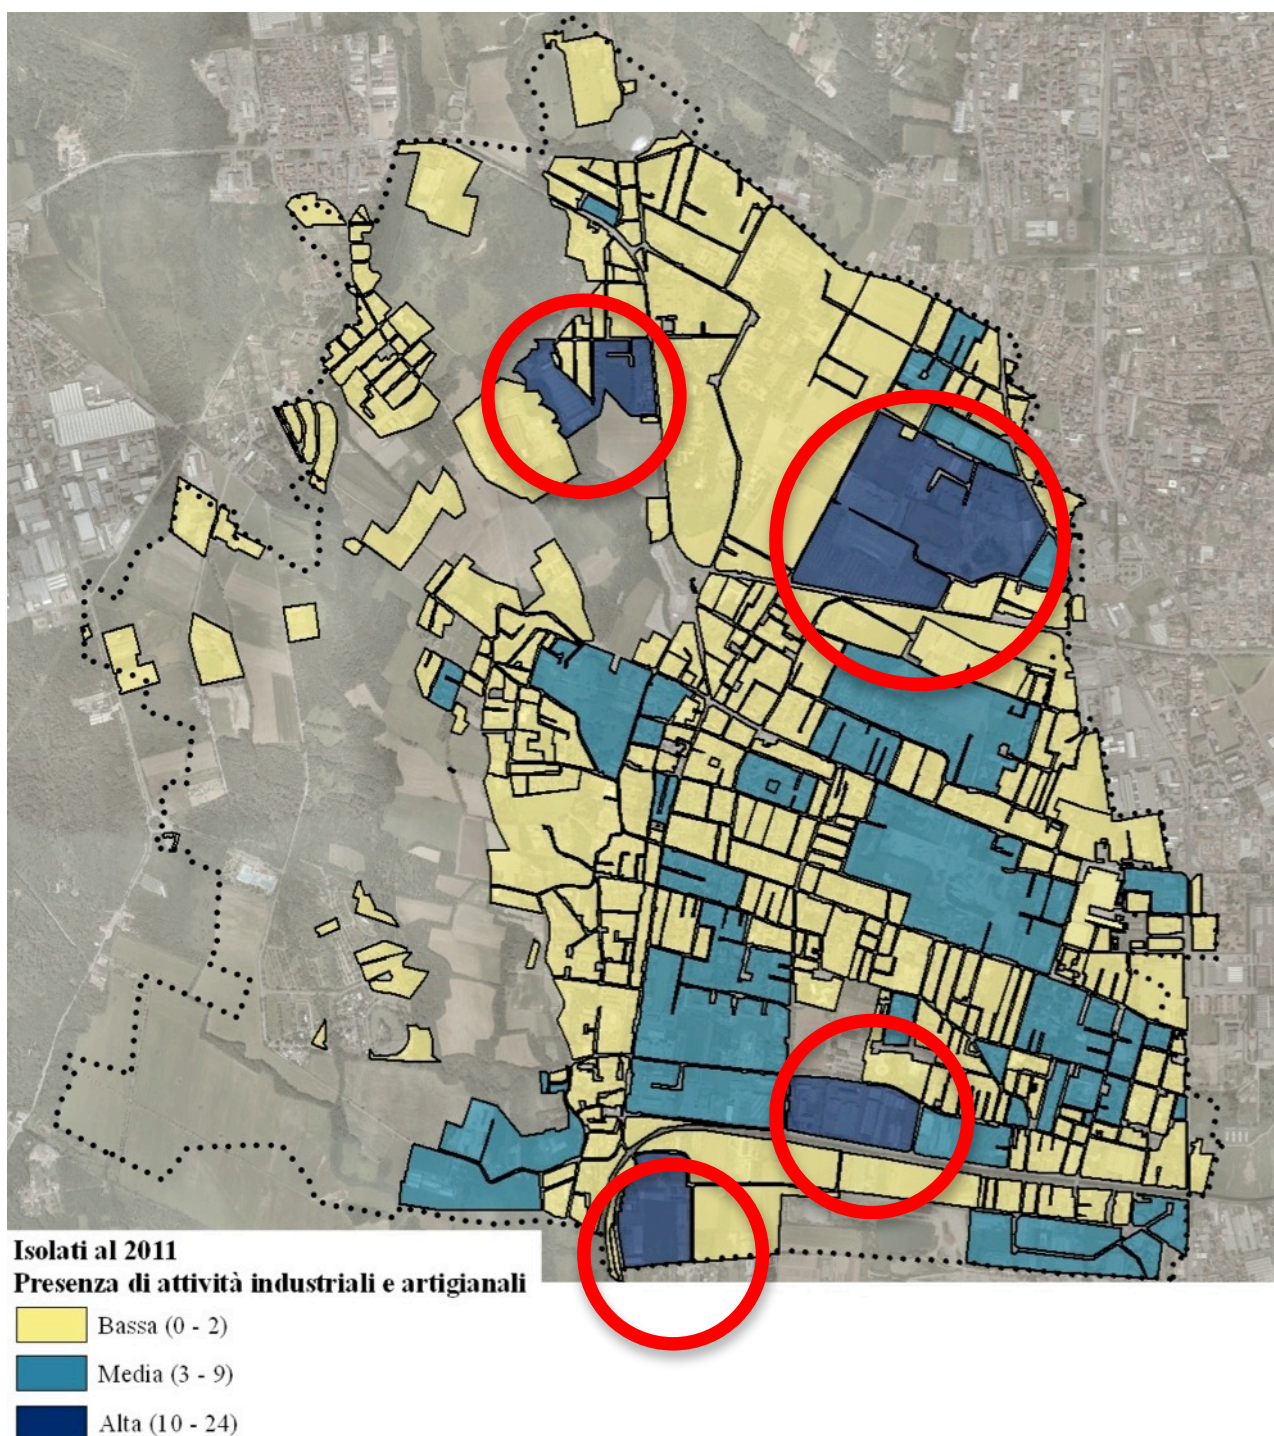 Isolati al 2011
Presenza di attività industriali e artigianali
Bassa (0 - 2)
Media (3 - 9)
Alta (10 - 24)